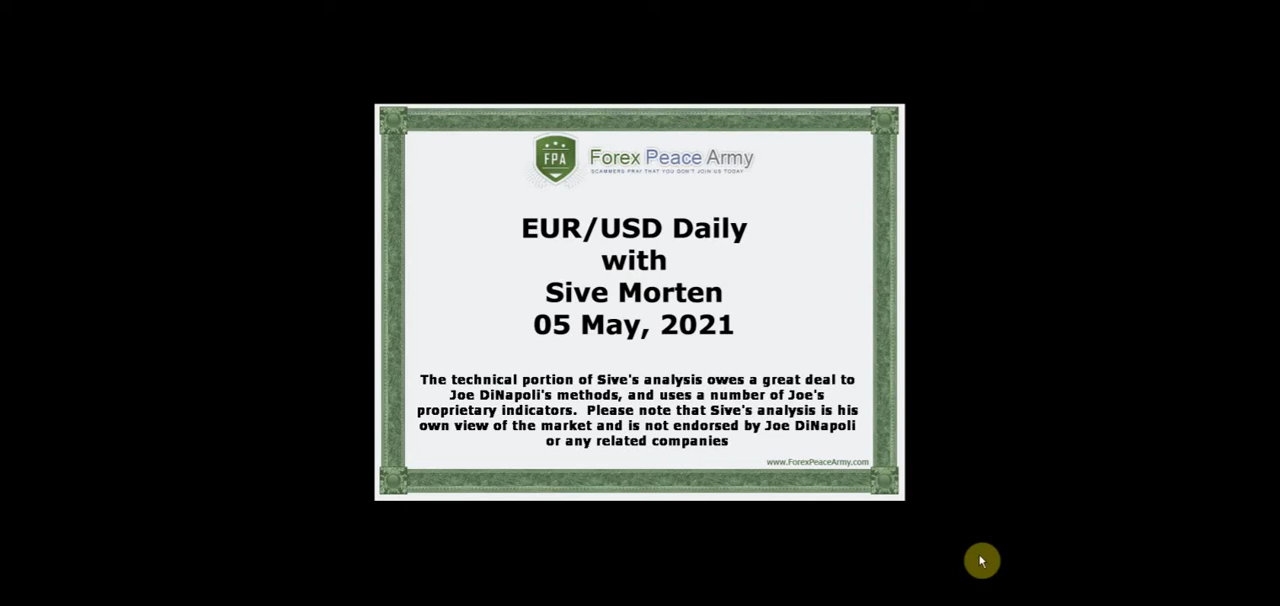 FPA
Forex Peace Army
SCAMMERS PRAY THAT YOU DON'T JOIN US TODAY
EUR/USD Daily
with
Sive Morten
05 May, 2021
The technical portion of Sive's analysis owes a great deal to
Joe DiNapoli's methods, and uses a number of Joe's
proprietary indicators.  Please note that Sive's analysis is his
own view of the market and is not endorsed by Joe DiNapoli
or any related companies
www.ForexPeaceArmy.com